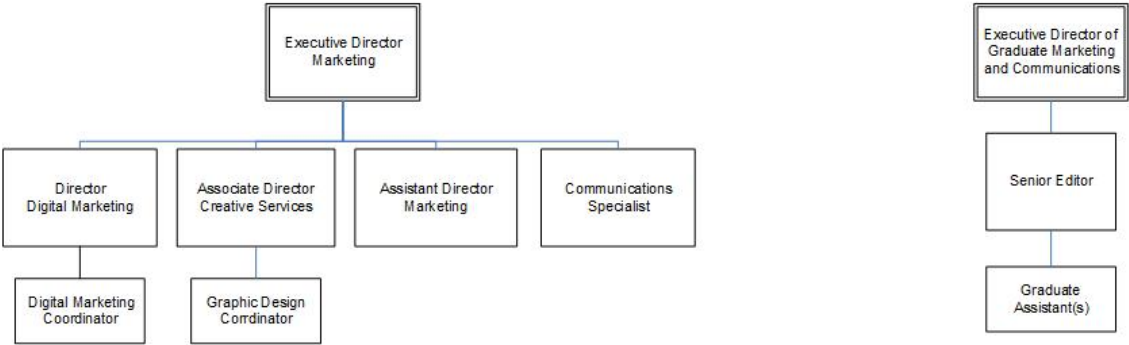 Executive Director
Marketing
Executive Director of
Graduate Marketing
and Communications
Director
Digital Marketing
Associate Director
Creative Services
Assistant Director
Marketing
Communications
Specialist
Senior Editor
Digital Marketing
Coordinator
Graphic Design
Corrdinator
Graduate
Assistant(s)